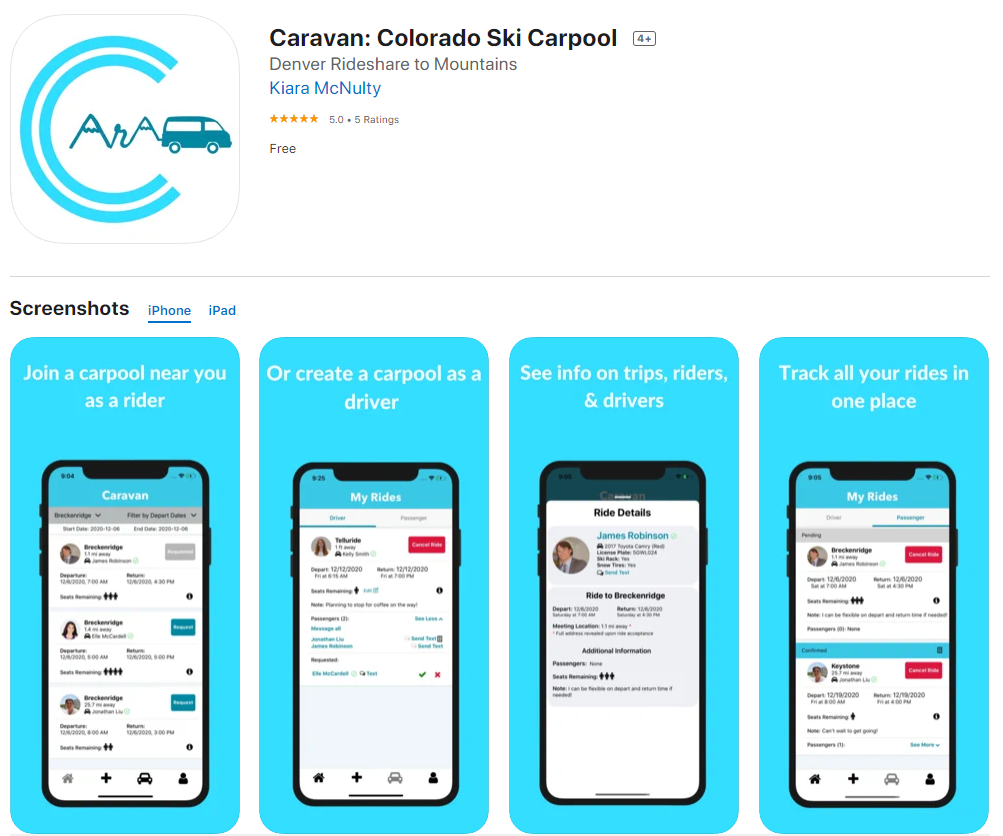 ArA
Caravan: Colorado Ski Carpool 4+
Denver Rideshare to Mountains
Kiara McNulty
5.0 • 5 Ratings
Free
Screenshots iPhone iPad
Join a carpool near you
as a rider
9:04
Caravan
Breckenridge Filter by Depart Dates
Start Date: 2020-12-06 End Date: 2020-12-06
Breckenridge
1.1 mi away
James Robinson
Requested
Departure: Return:
12/6/2020, 7:00 AM 12/6/2020, 4:30 PM
Seats Remaining:
Breckenridge
1.4 mi away
Elle McCardell
Request
Departure: Return:
12/6/2020, 5:00 AM 12/6/2020, 5:00 PM
Seats Remaining:
Breckenridge
25.7 mi away
Jonathan Liu
Request
Departure: Return:
12/6/2020, 8:00 AM 12/6/2020, 3:00 PM
Seats Remaining:
Or create a carpool as a
driver
9:25
My Rides
Driver Passenger
Telluride
1 ft away
Kelly Smith
Cancel Ride
Depart: 12/12/2020 Return: 12/12/2020
Fri at 6:15 AM Fri at 7:00 PM
Seats Remaining: Edit
Note: Planning to stop for coffee on the way!
Passengers (2): See Less
Message all
Jonathan Liu Send Text
James Robinson Send Text
Requested:
Elle McCardell Text
See info on trips, riders,
& drivers
9:05
Caravan
Ride Details
James Robinson
2017 Toyota Camry (Red)
License Plate: SGWL024
Ski Rack: Yes
Snow Tires: Yes
Send Text
Ride to Breckenridge
Depart: 12/6/2020 Return: 12/6/2020
Saturday at 7:00 AM Saturday at 4:30 PM
Meeting Location: 1.1 mi away *
* Full address revealed upon ride acceptance
Additional Information
Passengers: None
Seats Remaining:
Note: I can be flexible on depart and return time if
needed!
Track all your rides in
one place
9:05
My Rides
Driver Passenger
Pending
Breckenridge
1.1 mi away
James Robinson
Cancel Ride
Depart: 12/6/2020 Return: 12/6/2020
Sat at 7:00 AM Sat at 4:30 PM
Seats Remaining:
Note: I can be flexible on depart and return time if needed!
Passengers (0): None
Confirmed
Keystone
25.7 mi away
Jonathan Liu
Cancel Ride
Depart: 12/19/2020 Return: 12/19/2020
Fri at 8:00 AM Fri at 4:00 PM
Seats Remaining:
Note: Can't wait to get going!
Passengers (1): See More